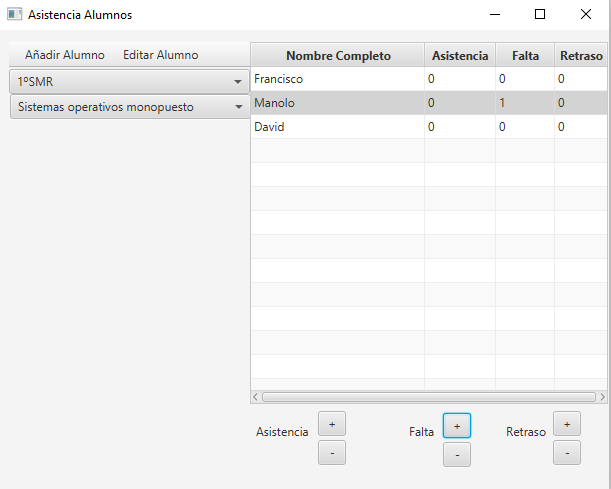 Asistencia Alumnos
Añadir Alumno Editar Alumno
1ºSMR
Sistemas operativos monopuesto
Nombre Completo Asistencia Falta Retraso
Francisco 0 0 0
Manolo 0 1 0
David 0 0 0
Asistencia + -
Falta + -
Retraso + -